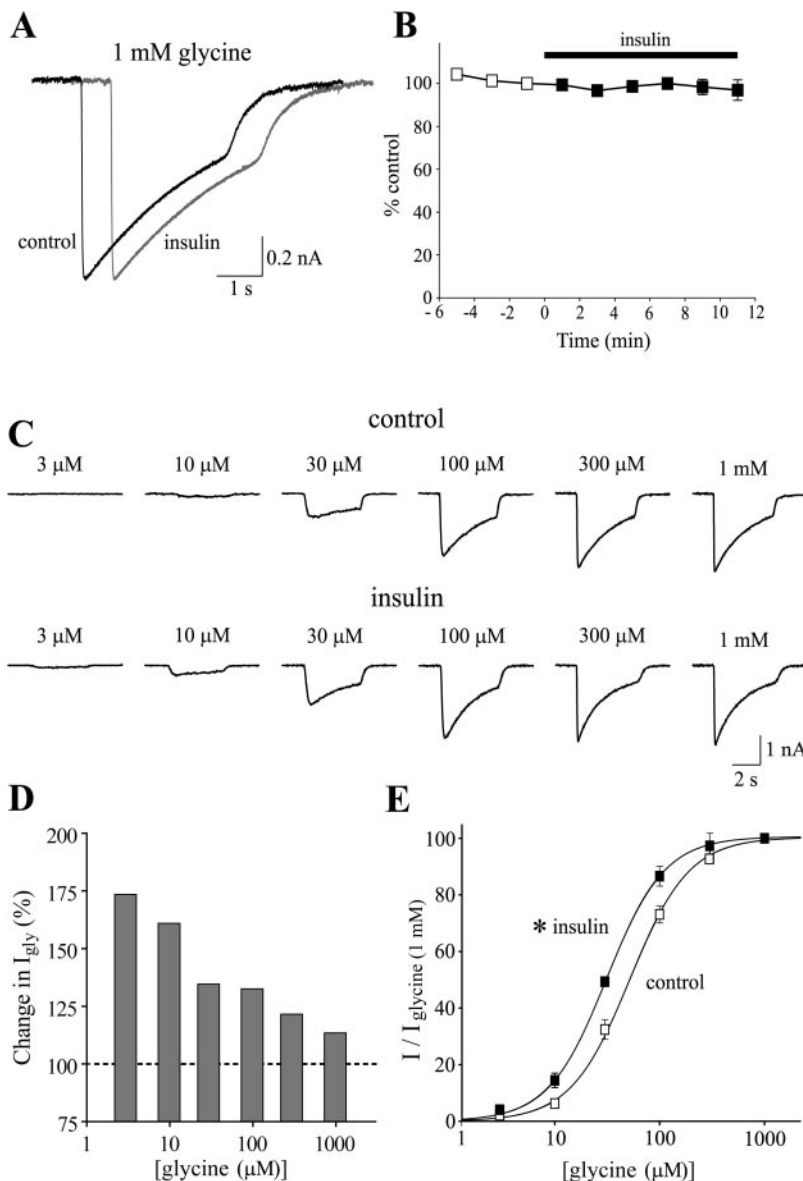 A
1 mM glycine
control
insulin
0.2 nA
1 s
B
insulin
% control
120
100
80
60
40
20
0
-6 -4 -2 0 2 4 6 8 10 12
Time (min)
C
control
3 μM 10 μM 30 μM 100 μM 300 μM 1 mM
insulin
3 μM 10 μM 30 μM 100 μM 300 μM 1 mM
1 nA
2 s
D
Change in Igly (%)
200
175
150
125
100
75
1 10 100 1000
[glycine (μM)]
E
I / Iglycine (1 mM)
100
80
60
40
20
0
* insulin
control
1 10 100 1000
[glycine (μM)]